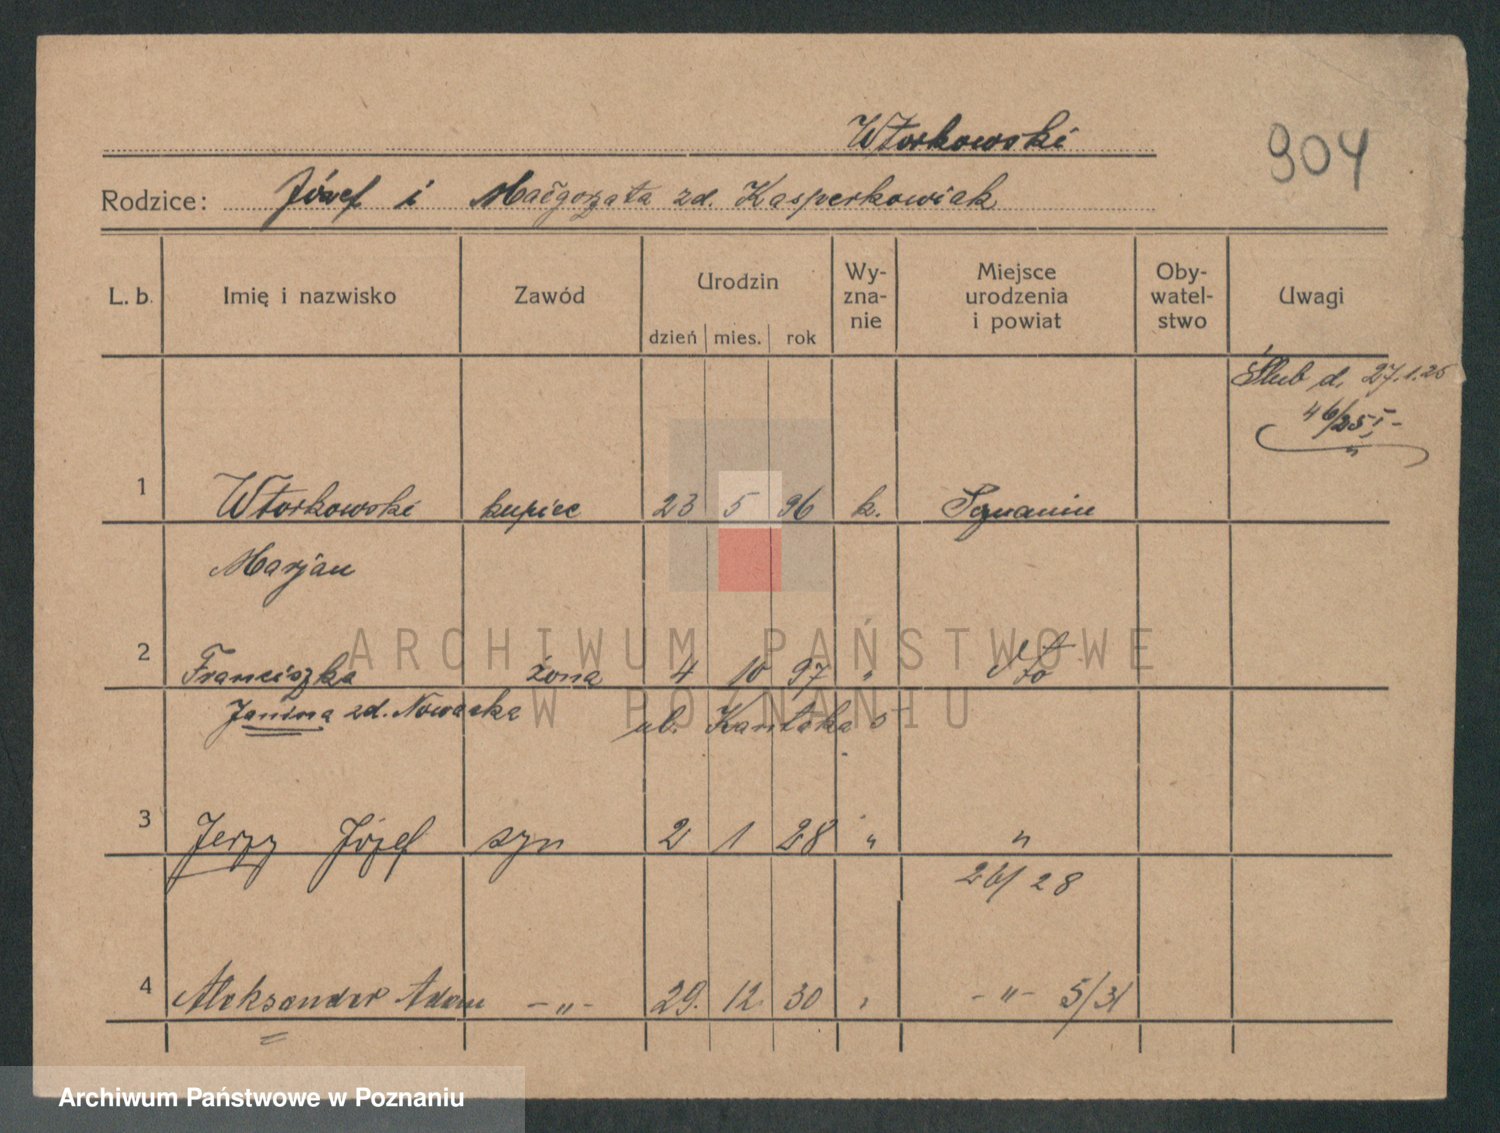 Wtorkowski
904
Rodzice: Józef i Małgorzata zd. Kasperkowiak
L. b. Imię i nazwisko Zawód Urodzin dzień mies. rok Wy-zna-nie Miejsce urodzenia i powiat Oby-watel-stwo Uwagi
Ślub d. 27.1.25
46/25 I
1 Wtorkowski kupiec 23 5 96 k.
Marjan
2 Franciszka żona 4 10 97 "
Janina zd. Nowacka ul. Kantaka 5
3 Jerzy Józef syn 2 1 28 " "
26/28
4 Aleksander Adam -"- 29. 12. 30 -"- 5/31
ARCHIWUM PAŃSTWOWE
W POZNANIU
Archiwum Państwowe w Poznaniu